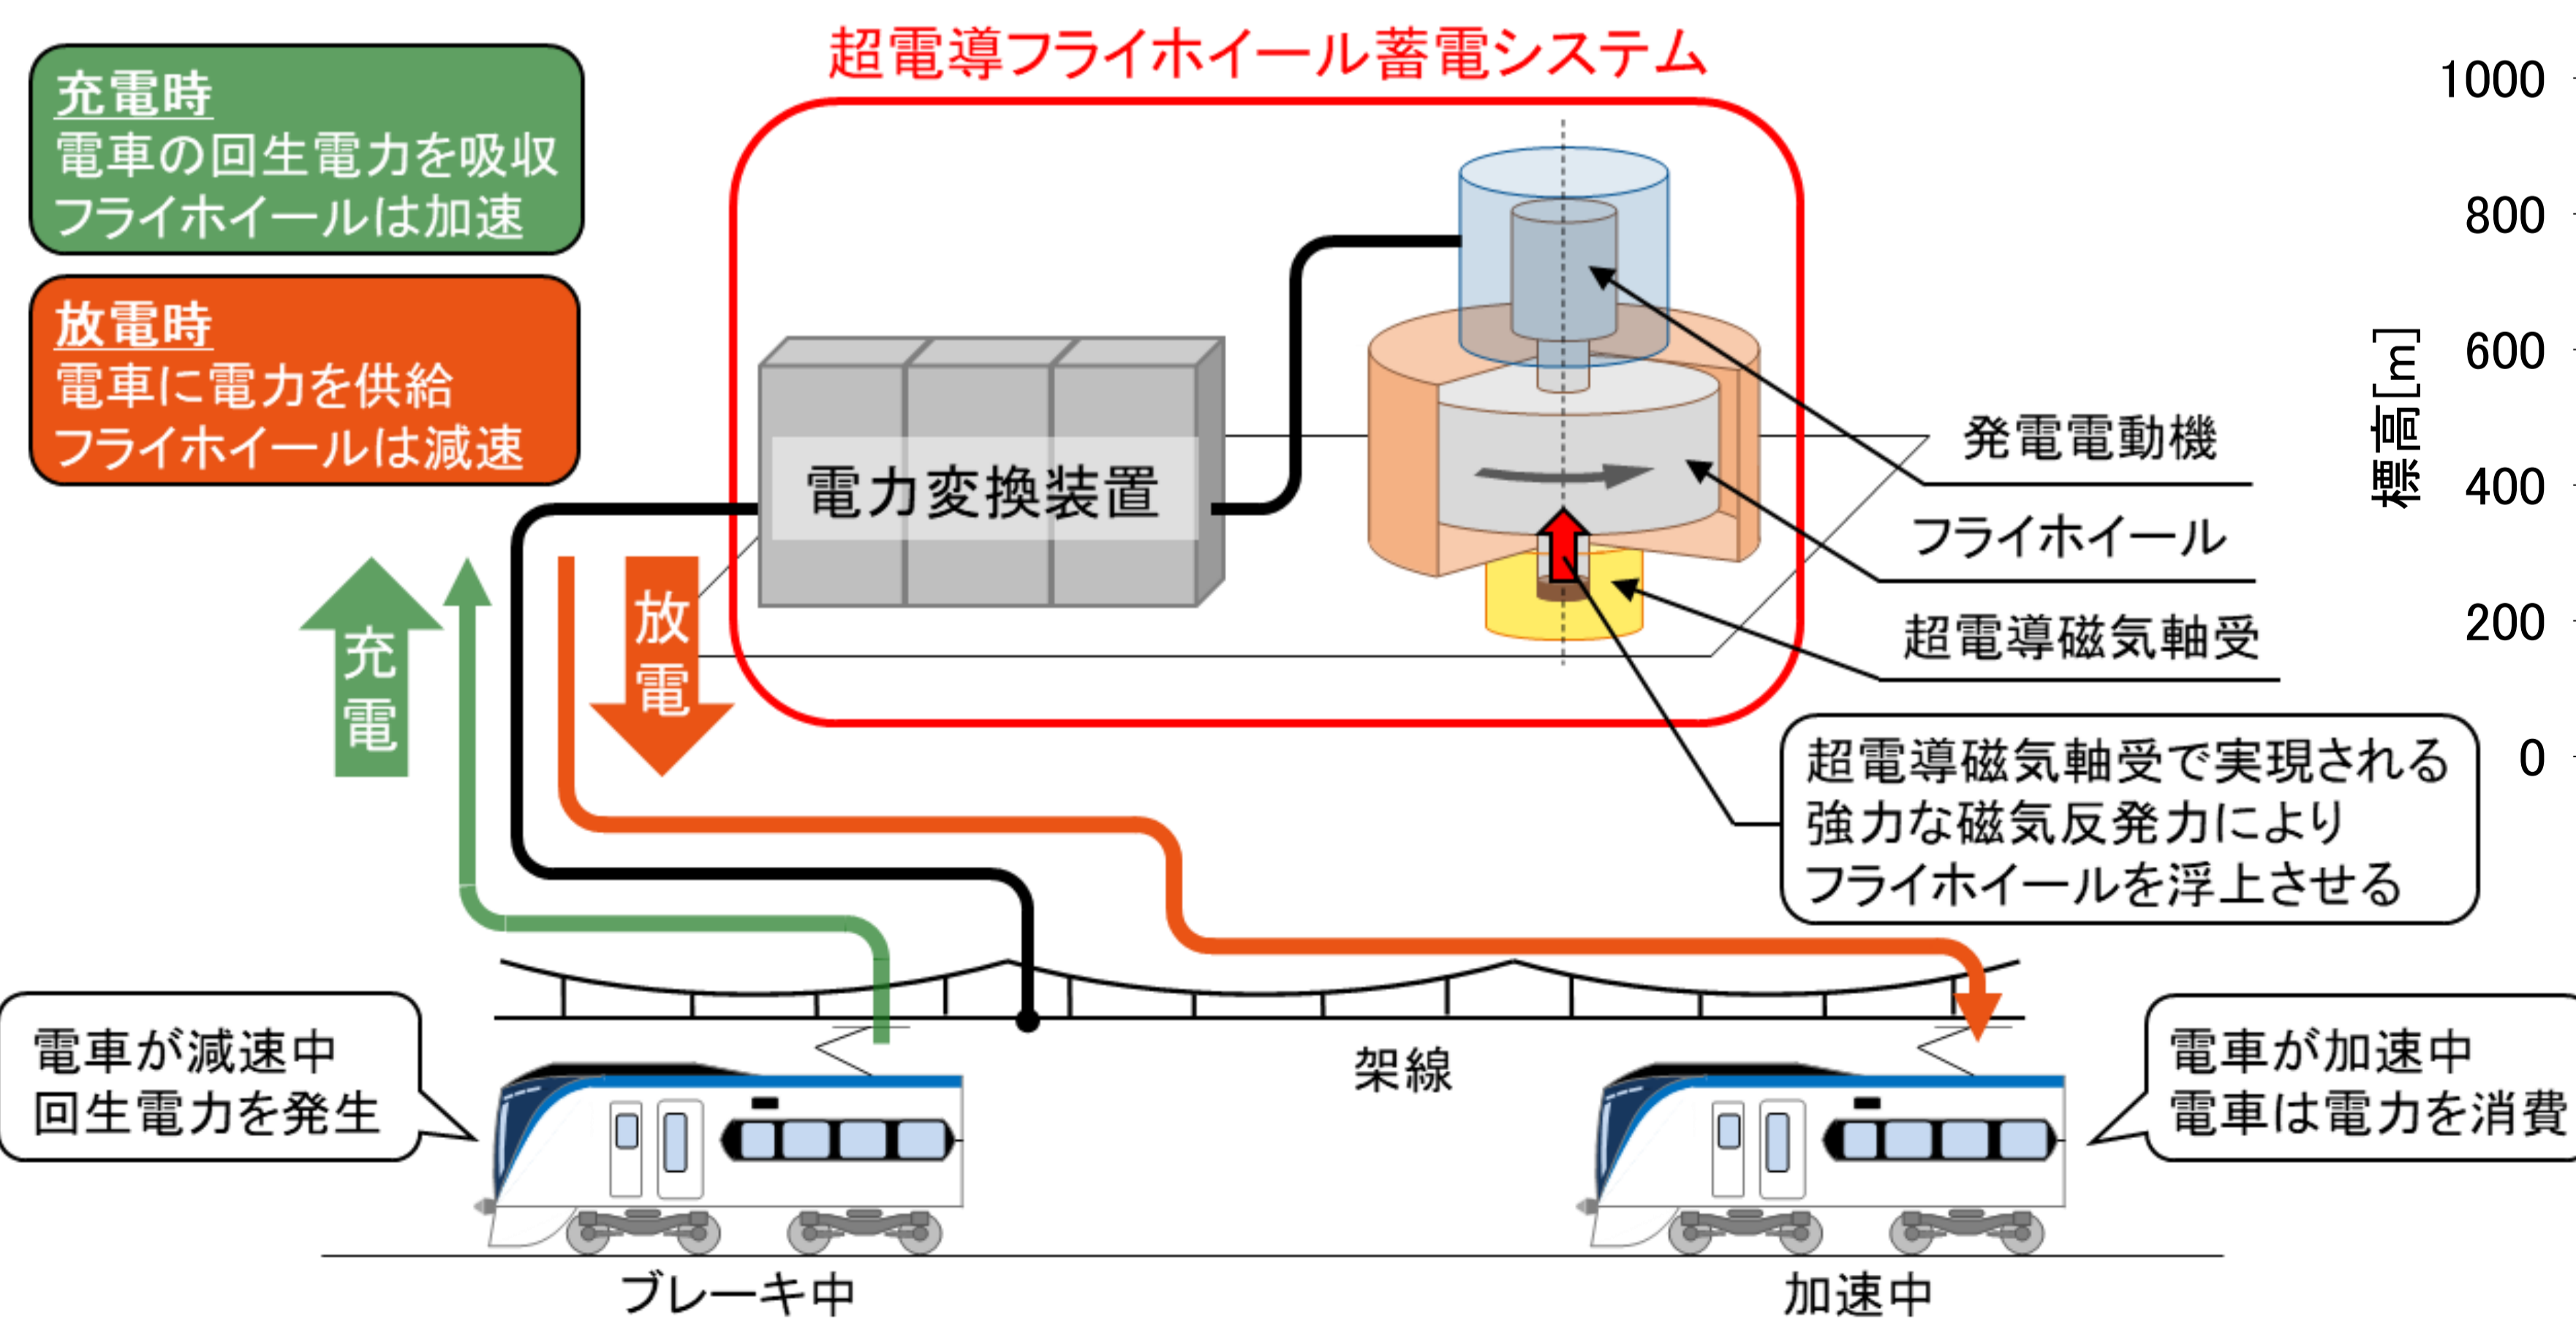 超電導フライホイール蓄電システム
充電時
電車の回生電力を吸収
フライホイールは加速
放電時
電車に電力を供給
フライホイールは減速
電力変換装置
発電電動機
フライホイール
超電導磁気軸受
超電導磁気軸受で実現される
強力な磁気反発力により
フライホイールを浮上させる
充電
放電
電車が減速中
回生電力を発生
架線
電車が加速中
電車は電力を消費
ブレーキ中
加速中
標高[m]
1000
800
600
400
200
0